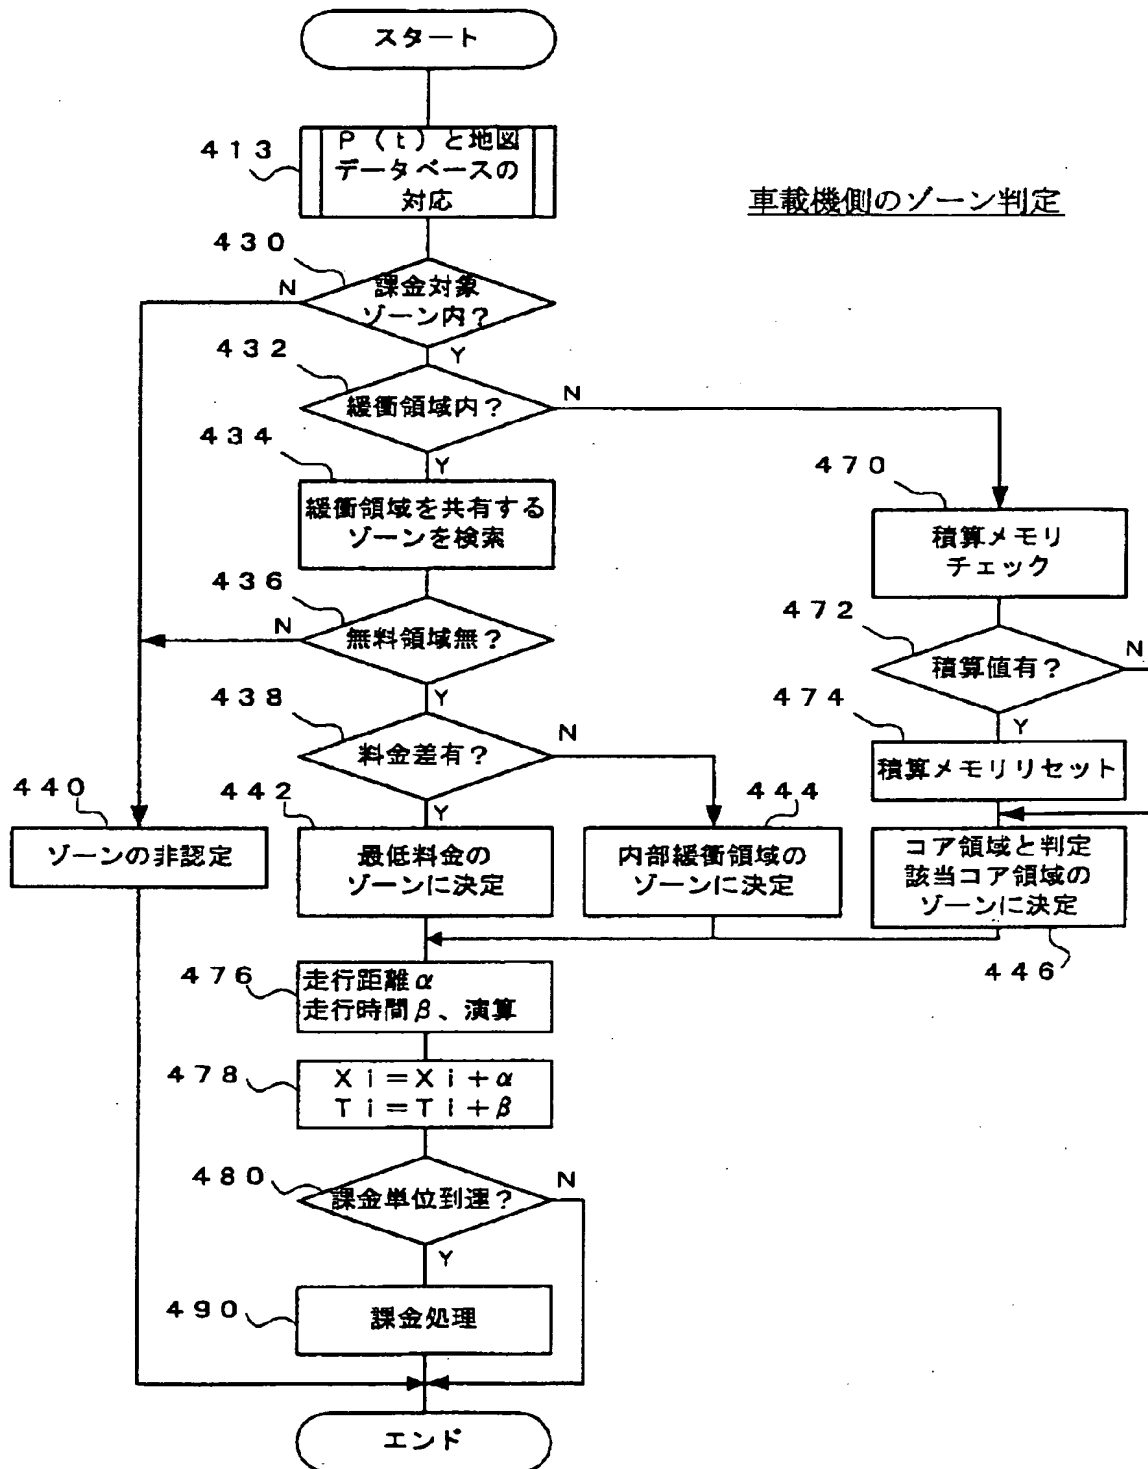 スタート
413
P(t)と地図
データベースの
対応
車載機側のゾーン判定
430
課金対象
ゾーン内?
N
Y
432
緩衝領域内?
N
Y
434
緩衝領域を共有する
ゾーンを検索
470
積算メモリ
チェック
436
無料領域無?
N
Y
472
積算値有?
N
Y
438
料金差有?
N
Y
474
積算メモリリセット
440
ゾーンの非認定
442
最低料金の
ゾーンに決定
444
内部緩衝領域の
ゾーンに決定
コア領域と判定
該当コア領域の
ゾーンに決定
446
476
走行距離α
走行時間β、演算
478
Xi=Xi+α
Ti=Ti+β
480
課金単位到達?
N
Y
490
課金処理
エンド